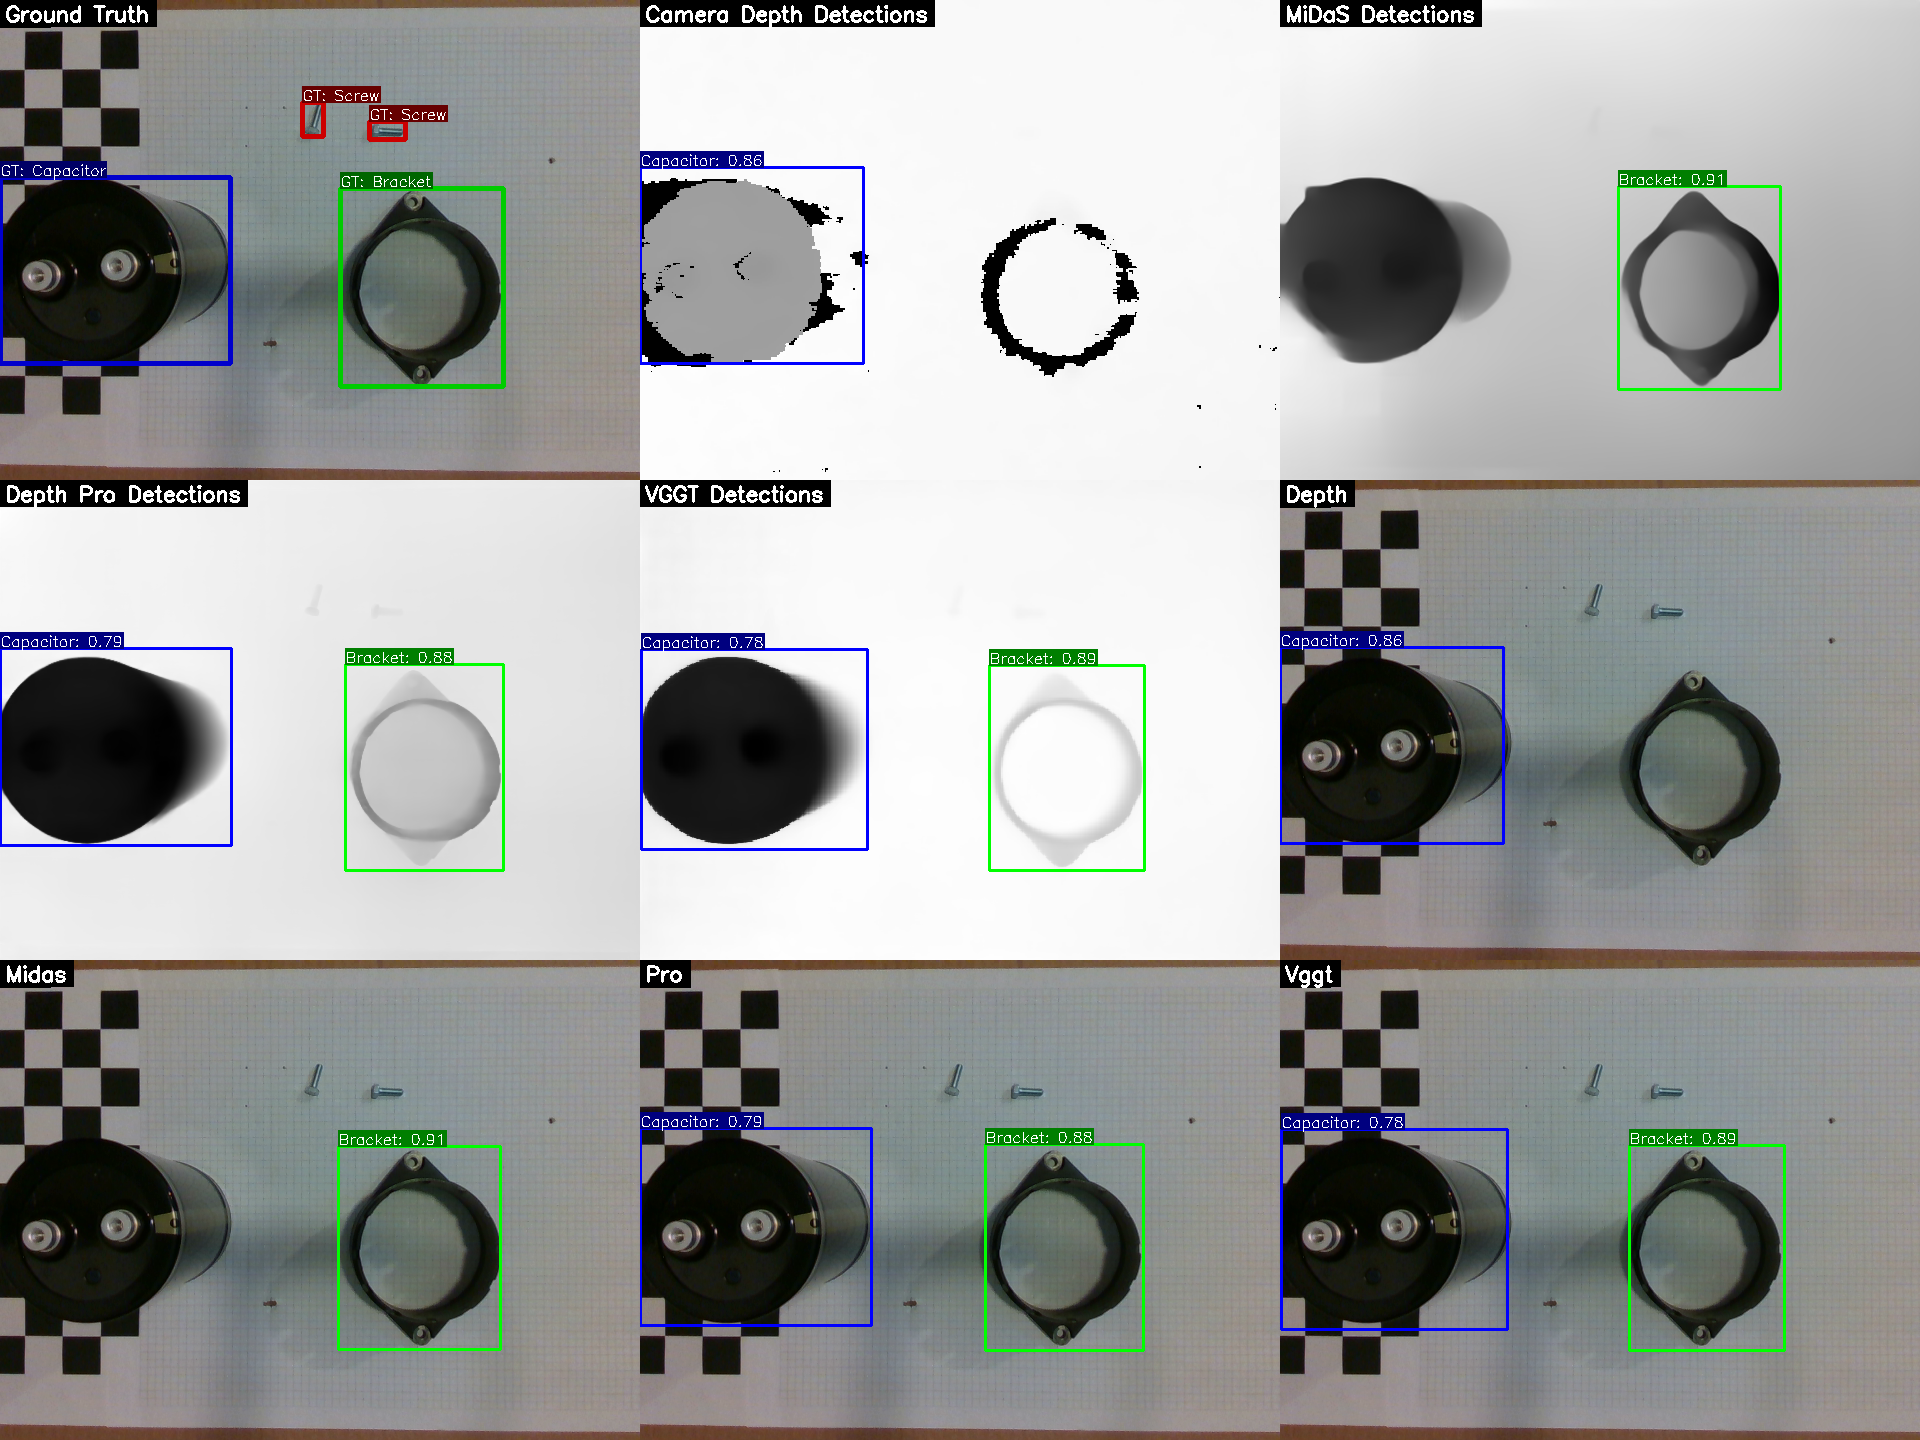 Ground Truth
GT: Screw
GT: Screw
GT: Capacitor
GT: Bracket
Camera Depth Detections
Capacitor: 0.86
MiDaS Detections
Bracket: 0.91
Depth Pro Detections
Capacitor: 0.79
Bracket: 0.88
VGGT Detections
Capacitor: 0.78
Bracket: 0.89
Depth
Capacitor: 0.86
Midas
Bracket: 0.91
Pro
Capacitor: 0.79
Bracket: 0.88
Vggt
Capacitor: 0.78
Bracket: 0.89